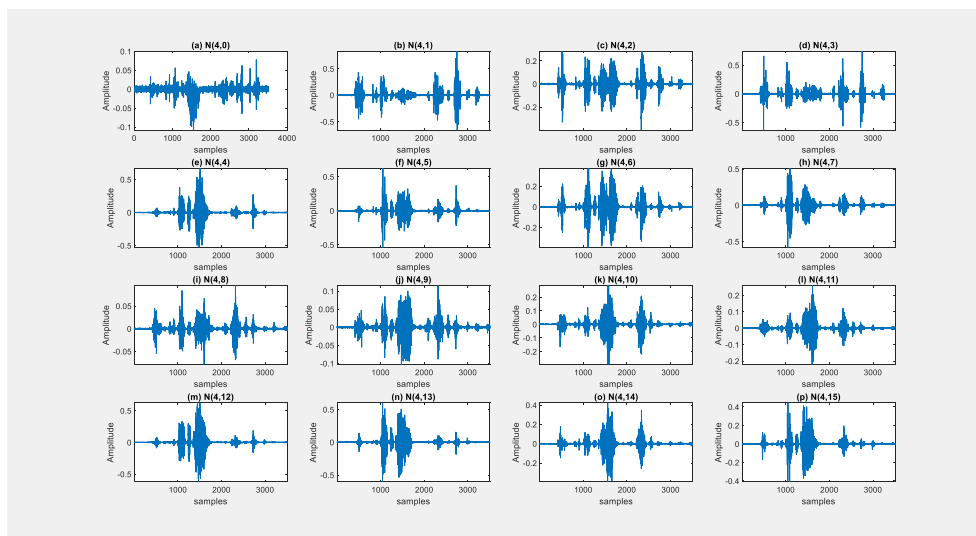 (a) N(4,0) (b) N(4,1) (c) N(4,2) (d) N(4,3)
Amplitude Amplitude Amplitude Amplitude
0.1 0.05 0 -0.05 -0.1
0.5 0 -0.5
0.2 0 -0.2
0.5 0 -0.5
0 1000 2000 3000 4000
1000 2000 3000
1000 2000 3000
1000 2000 3000
samples samples samples samples
(e) N(4,4) (f) N(4,5) (g) N(4,6) (h) N(4,7)
Amplitude Amplitude Amplitude Amplitude
0.5 0 -0.5
0.5 0 -0.5
0.2 0 -0.2
0.5 0 -0.5
1000 2000 3000
1000 2000 3000
1000 2000 3000
1000 2000 3000
samples samples samples samples
(i) N(4,8) (j) N(4,9) (k) N(4,10) (l) N(4,11)
Amplitude Amplitude Amplitude Amplitude
0.05 0 -0.05
0.1 0.05 0 -0.05 -0.1
0.2 0.1 0 -0.1 -0.2
0.2 0.1 0 -0.1 -0.2
1000 2000 3000
1000 2000 3000
1000 2000 3000
1000 2000 3000
samples samples samples samples
(m) N(4,12) (n) N(4,13) (o) N(4,14) (p) N(4,15)
Amplitude Amplitude Amplitude Amplitude
0.5 0 -0.5
0.5 0 -0.5
0.4 0.2 0 -0.2
0.4 0.2 0 -0.2 -0.4
1000 2000 3000
1000 2000 3000
1000 2000 3000
1000 2000 3000
samples samples samples samples